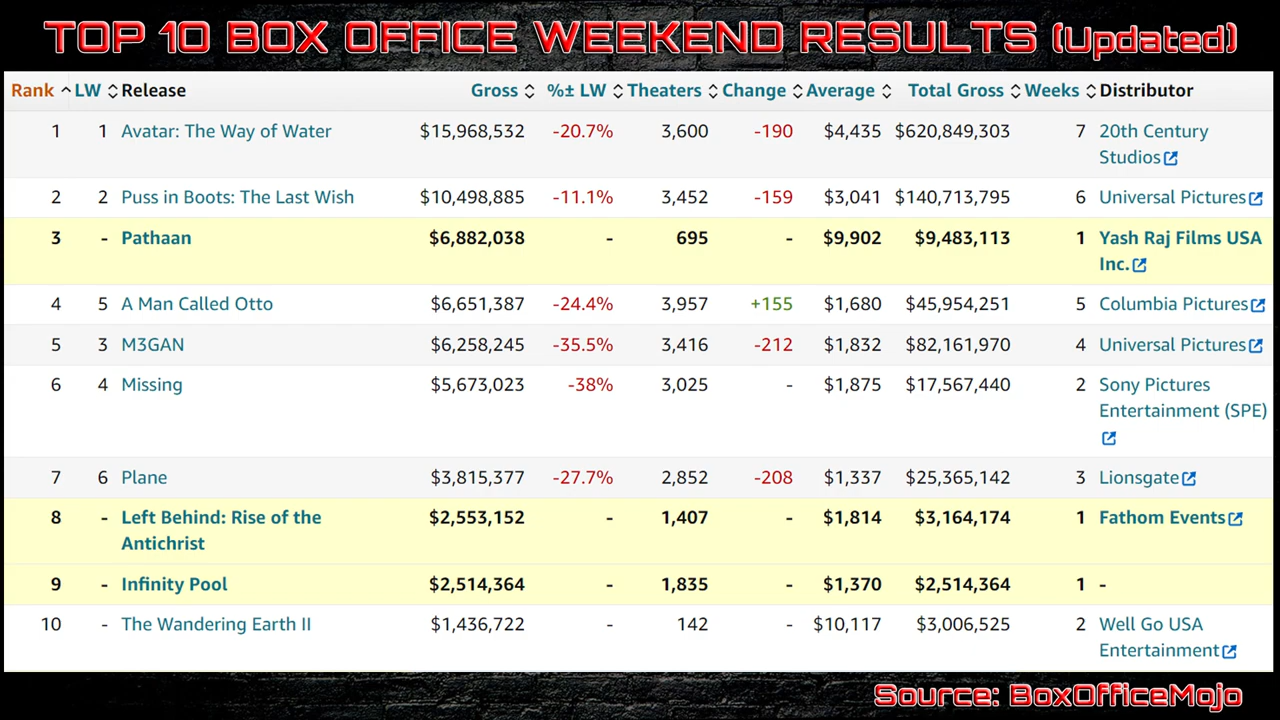 TOP 10 BOX OFFICE WEEKEND RESULTS (Updated)
Rank LW Release Gross %± LW Theaters Change Average Total Gross Weeks Distributor
1 1 Avatar: The Way of Water $15,968,532 -20.7% 3,600 -190 $4,435 $620,849,303 7 20th Century
Studios
2 2 Puss in Boots: The Last Wish $10,498,885 -11.1% 3,452 -159 $3,041 $140,713,795 6 Universal Pictures
3 - Pathaan $6,882,038 - 695 - $9,902 $9,483,113 1 Yash Raj Films USA
Inc.
4 5 A Man Called Otto $6,651,387 -24.4% 3,957 +155 $1,680 $45,954,251 5 Columbia Pictures
5 3 M3GAN $6,258,245 -35.5% 3,416 -212 $1,832 $82,161,970 4 Universal Pictures
6 4 Missing $5,673,023 -38% 3,025 - $1,875 $17,567,440 2 Sony Pictures
Entertainment (SPE)
7 6 Plane $3,815,377 -27.7% 2,852 -208 $1,337 $25,365,142 3 Lionsgate
8 - Left Behind: Rise of the $2,553,152 - 1,407 - $1,814 $3,164,174 1 Fathom Events
Antichrist
9 - Infinity Pool $2,514,364 - 1,835 - $1,370 $2,514,364 1 -
10 - The Wandering Earth II $1,436,722 - 142 - $10,117 $3,006,525 2 Well Go USA
Entertainment
Source: BoxOfficeMojo